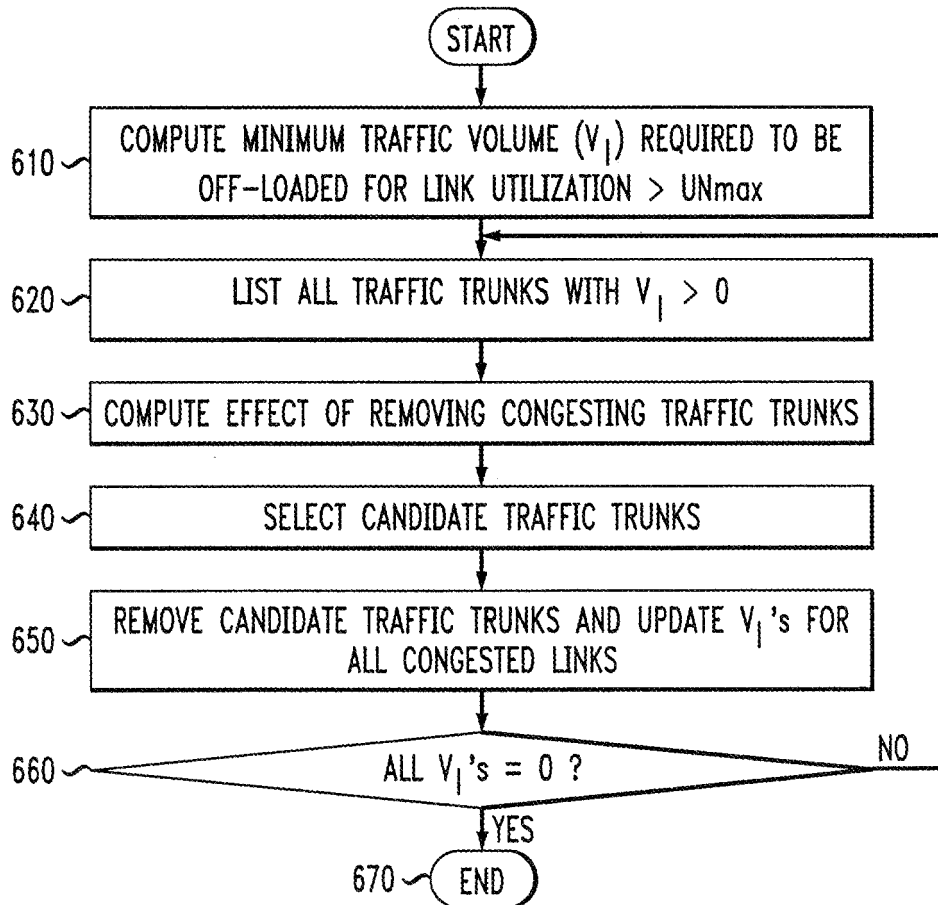 START
610
COMPUTE MINIMUM TRAFFIC VOLUME (V_l) REQUIRED TO BE
OFF-LOADED FOR LINK UTILIZATION > UNmax
620
LIST ALL TRAFFIC TRUNKS WITH V_l > 0
630
COMPUTE EFFECT OF REMOVING CONGESTING TRAFFIC TRUNKS
640
SELECT CANDIDATE TRAFFIC TRUNKS
650
REMOVE CANDIDATE TRAFFIC TRUNKS AND UPDATE V_l's FOR
ALL CONGESTED LINKS
660
ALL V_l's = 0 ?
NO
YES
670
END